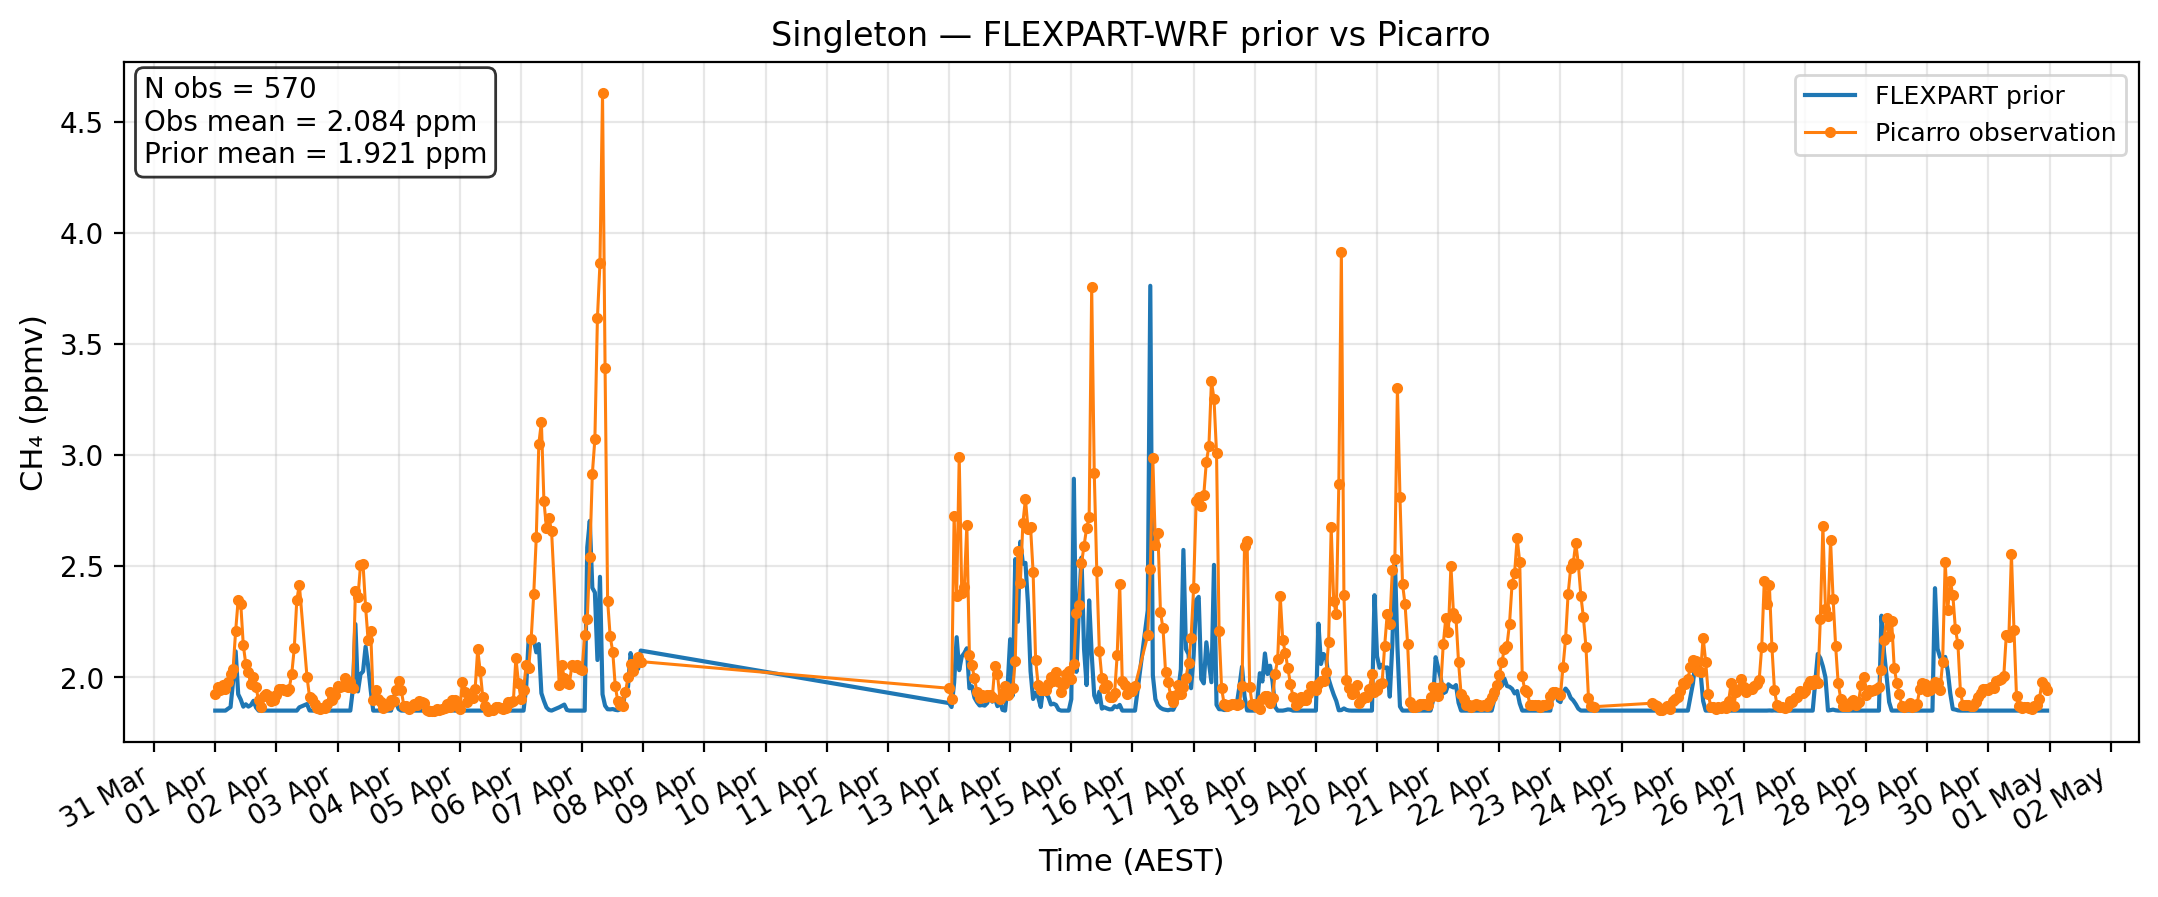 Singleton — FLEXPART-WRF prior vs Picarro
N obs = 570
Obs mean = 2.084 ppm
Prior mean = 1.921 ppm
FLEXPART prior
Picarro observation
CH₄ (ppmv)
4.5
4.0
3.5
3.0
2.5
2.0
31 Mar
01 Apr
02 Apr
03 Apr
04 Apr
05 Apr
06 Apr
07 Apr
08 Apr
09 Apr
10 Apr
11 Apr
12 Apr
13 Apr
14 Apr
15 Apr
16 Apr
17 Apr
18 Apr
19 Apr
20 Apr
21 Apr
22 Apr
23 Apr
24 Apr
25 Apr
26 Apr
27 Apr
28 Apr
29 Apr
30 Apr
01 May
02 May
Time (AEST)